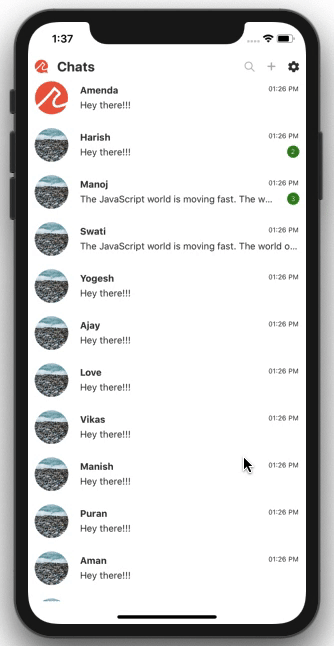 1:37
Chats
Amenda
01:26 PM
Hey there!!!
Harish
01:26 PM
Hey there!!!
2
Manoj
01:26 PM
The JavaScript world is moving fast. The w...
3
Swati
01:26 PM
The JavaScript world is moving fast. The world o...
Yogesh
01:26 PM
Hey there!!!
Ajay
01:26 PM
Hey there!!!
Love
01:26 PM
Hey there!!!
Vikas
01:26 PM
Hey there!!!
Manish
01:26 PM
Hey there!!!
Puran
01:26 PM
Hey there!!!
Aman
01:26 PM
Hey there!!!